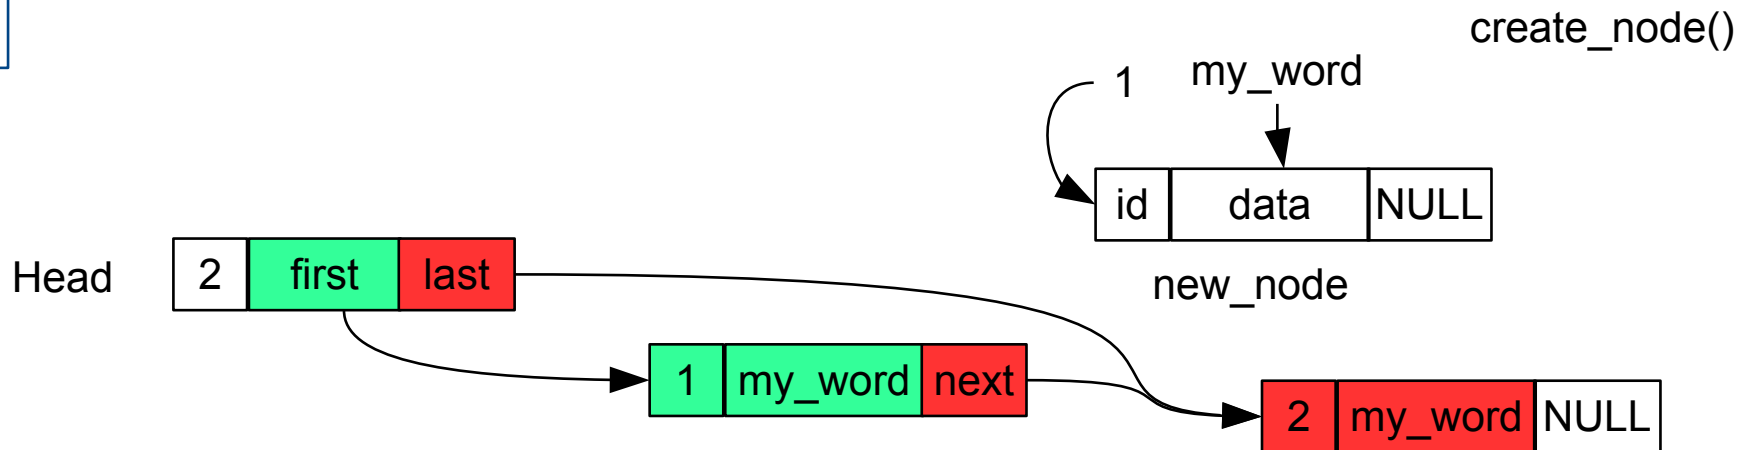 create_node()
1 my_word
id data NULL
new_node
Head 2 first last
1 my_word next
2 my_word NULL